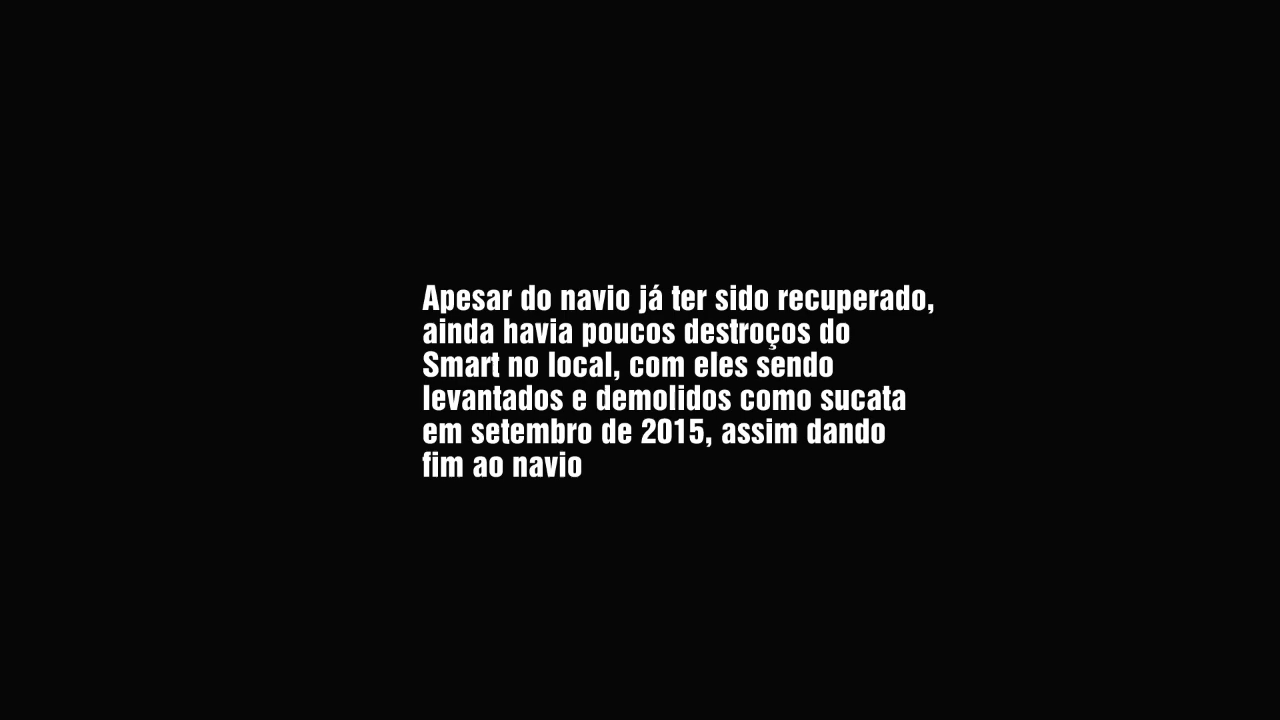 Apesar do navio já ter sido recuperado,
ainda havia poucos destroços do
Smart no local, com eles sendo
levantados e demolidos como sucata
em setembro de 2015, assim dando
fim ao navio